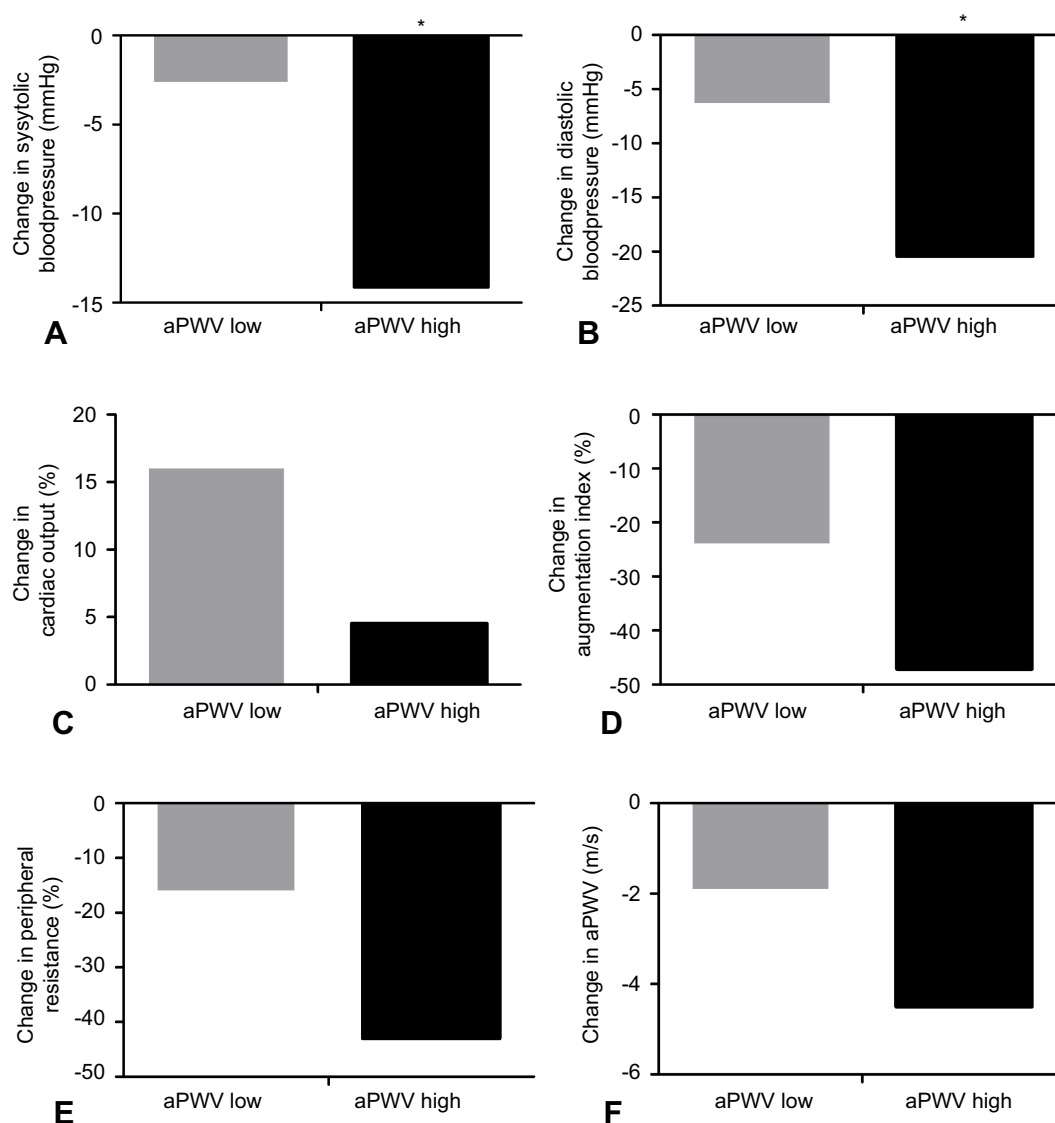 *
Change in sysytolic
bloodpressure (mmHg)
0
-5
-10
-15
aPWV low aPWV high
A
*
Change in diastolic
bloodpressure (mmHg)
0
-5
-10
-15
-20
-25
aPWV low aPWV high
B
Change in
cardiac output (%)
20
15
10
5
0
aPWV low aPWV high
C
Change in
augmentation index (%)
0
-10
-20
-30
-40
-50
aPWV low aPWV high
D
Change in peripheral
resistance (%)
0
-10
-20
-30
-40
-50
aPWV low aPWV high
E
Change in aPWV (m/s)
0
-2
-4
-6
aPWV low aPWV high
F